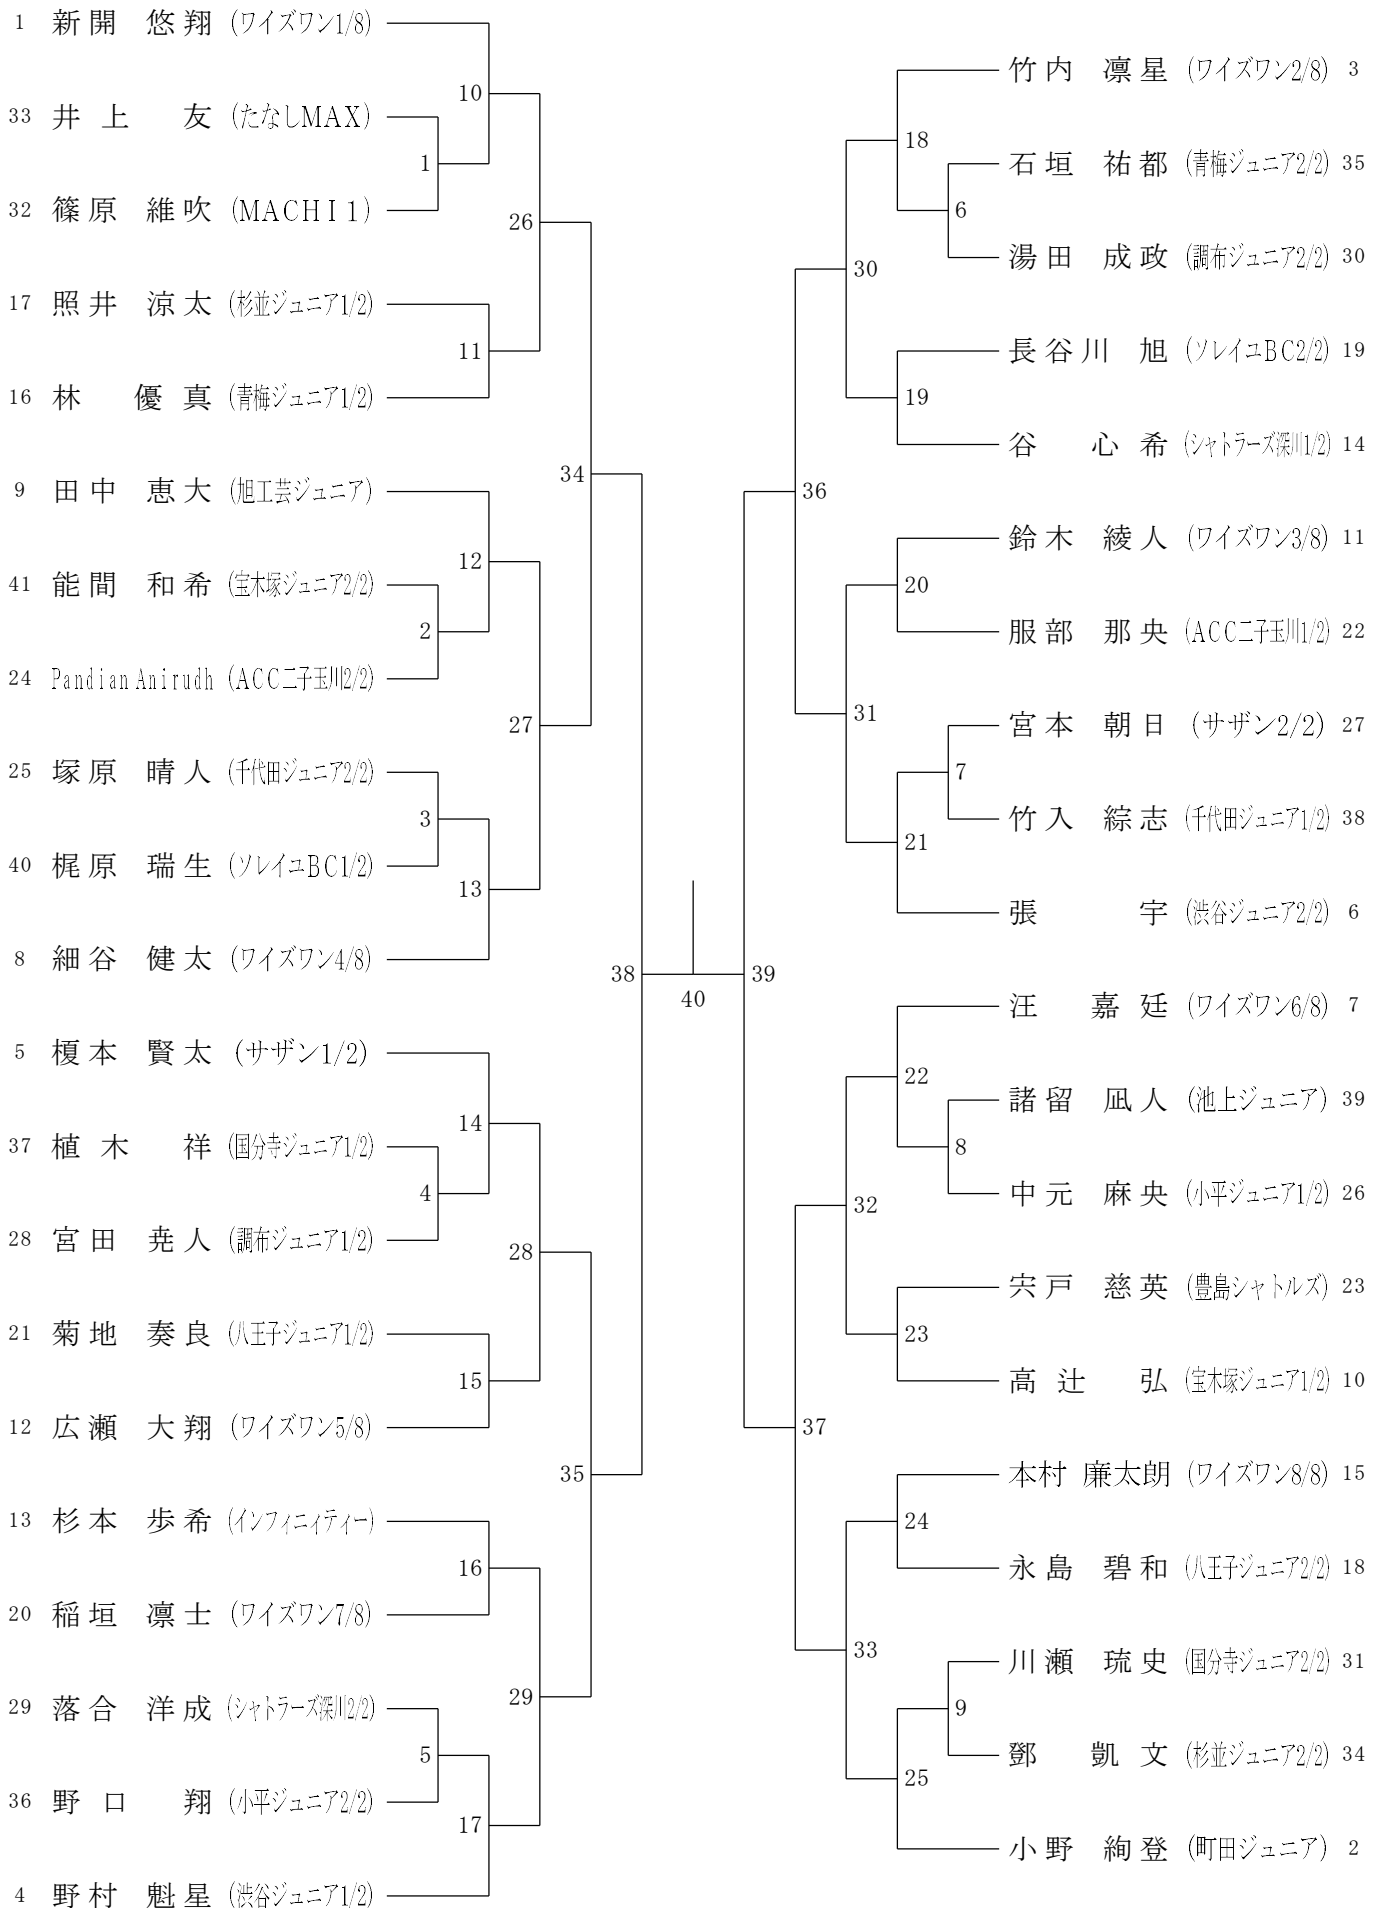 1 新開 悠翔 (ワイズワン1/8)
33 井上 友 (たなしMAX)
32 篠原 維吹 (MACHI 1)
17 照井 涼太 (杉並ジュニア1/2)
16 林 優真 (青梅ジュニア1/2)
9 田中 恵大 (旭工芸ジュニア)
41 能間 和希 (宝木塚ジュニア2/2)
24 Pandian Anirudh (ACC二子玉川2/2)
25 塚原 晴人 (千代田ジュニア2/2)
40 梶原 瑞生 (ソレイユBC1/2)
8 細谷 健太 (ワイズワン4/8)
5 榎本 賢太 (サザン1/2)
37 植木 祥 (国分寺ジュニア1/2)
28 宮田 尭人 (調布ジュニア1/2)
21 菊地 奏良 (八王子ジュニア1/2)
12 広瀬 大翔 (ワイズワン5/8)
13 杉本 歩希 (インフィニィティー)
20 稲垣 凛士 (ワイズワン7/8)
29 落合 洋成 (シャトラーズ深川2/2)
36 野口 翔 (小平ジュニア2/2)
4 野村 魁星 (渋谷ジュニア1/2)
10
1
26
11
34
12
2
27
3
13
38
14
4
28
15
35
16
29
5
17
40
39
18
6
30
19
36
20
31
7
21
22
8
32
23
37
24
33
9
25
竹内 凛星 (ワイズワン2/8) 3
石垣 祐都 (青梅ジュニア2/2) 35
湯田 成政 (調布ジュニア2/2) 30
長谷川 旭 (ソレイユBC2/2) 19
谷 心希 (シャトラーズ深川1/2) 14
鈴木 綾人 (ワイズワン3/8) 11
服部 那央 (ACC二子玉川1/2) 22
宮本 朝日 (サザン2/2) 27
竹入 綜志 (千代田ジュニア1/2) 38
張 宇 (渋谷ジュニア2/2) 6
汪 嘉廷 (ワイズワン6/8) 7
諸留 凪人 (池上ジュニア) 39
中元 麻央 (小平ジュニア1/2) 26
宍戸 慈英 (豊島シャトルズ) 23
高辻 弘 (宝木塚ジュニア1/2) 10
本村 廉太朗 (ワイズワン8/8) 15
永島 碧和 (八王子ジュニア2/2) 18
川瀬 琉史 (国分寺ジュニア2/2) 31
鄧 凱文 (杉並ジュニア2/2) 34
小野 絢登 (町田ジュニア) 2